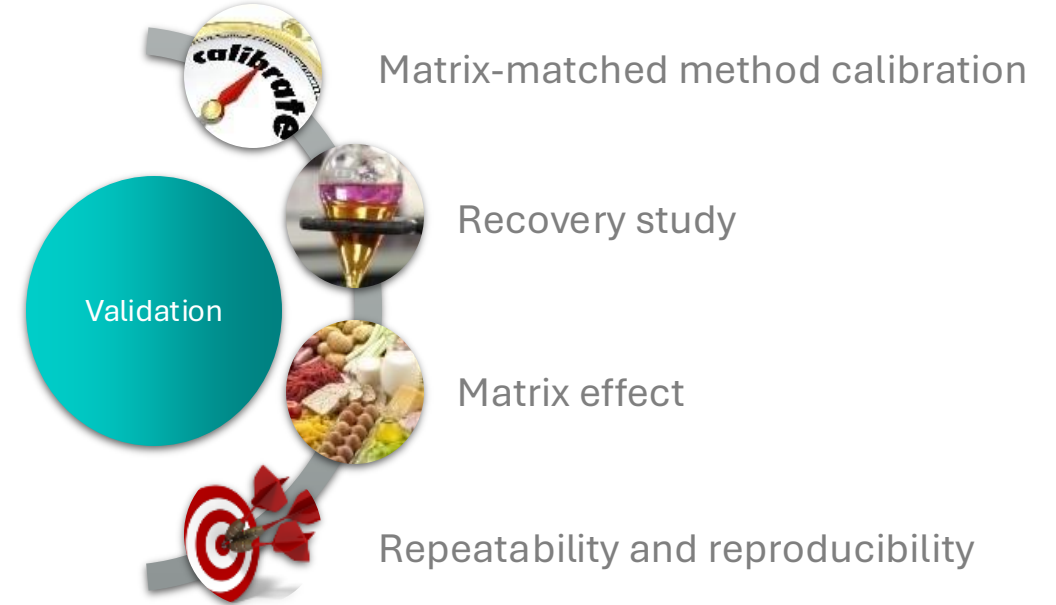 calibrate
Matrix-matched method calibration
Recovery study
Validation
Matrix effect
Repeatability and reproducibility